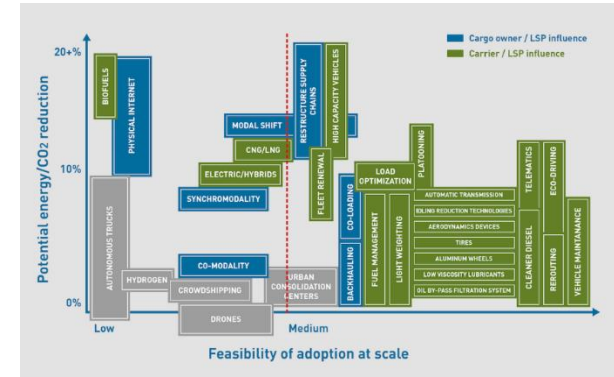 20+%
10%
0%
Potential energy/CO2 reduction
Cargo owner / LSP influence
Carrier / LSP influence
BIOFUELS
PHYSICAL INTERNET
AUTONOMOUS TRUCKS
HYDROGEN
MODAL SHIFT
CNG/LNG
ELECTRIC/HYBRIDS
SYNCHROMODALITY
CO-MODALITY
CROWDSHIPPING
DRONES
URBAN
CONSOLIDATION
CENTERS
RESTRUCTURE SUPPLY
CHAINS
HIGH CAPACITY VEHICLES
FLEET RENEWAL
CO-LOADING
BACKHAULING
LOAD
OPTIMIZATION
FUEL MANAGEMENT
LIGHT WEIGHTING
PLATOONING
AUTOMATIC TRANSMISSION
IDLING REDUCTION TECHNOLOGIES
AERODYNAMICS DEVICES
TIRES
ALUMINUM WHEELS
LOW VISCOSITY LUBRICANTS
OIL BY-PASS FILTRATION SYSTEM
TELEMATICS
CLEANER DIESEL
ECO-DRIVING
REROUTING
VEHICLE MAINTANANCE
Low
Medium
Feasibility of adoption at scale